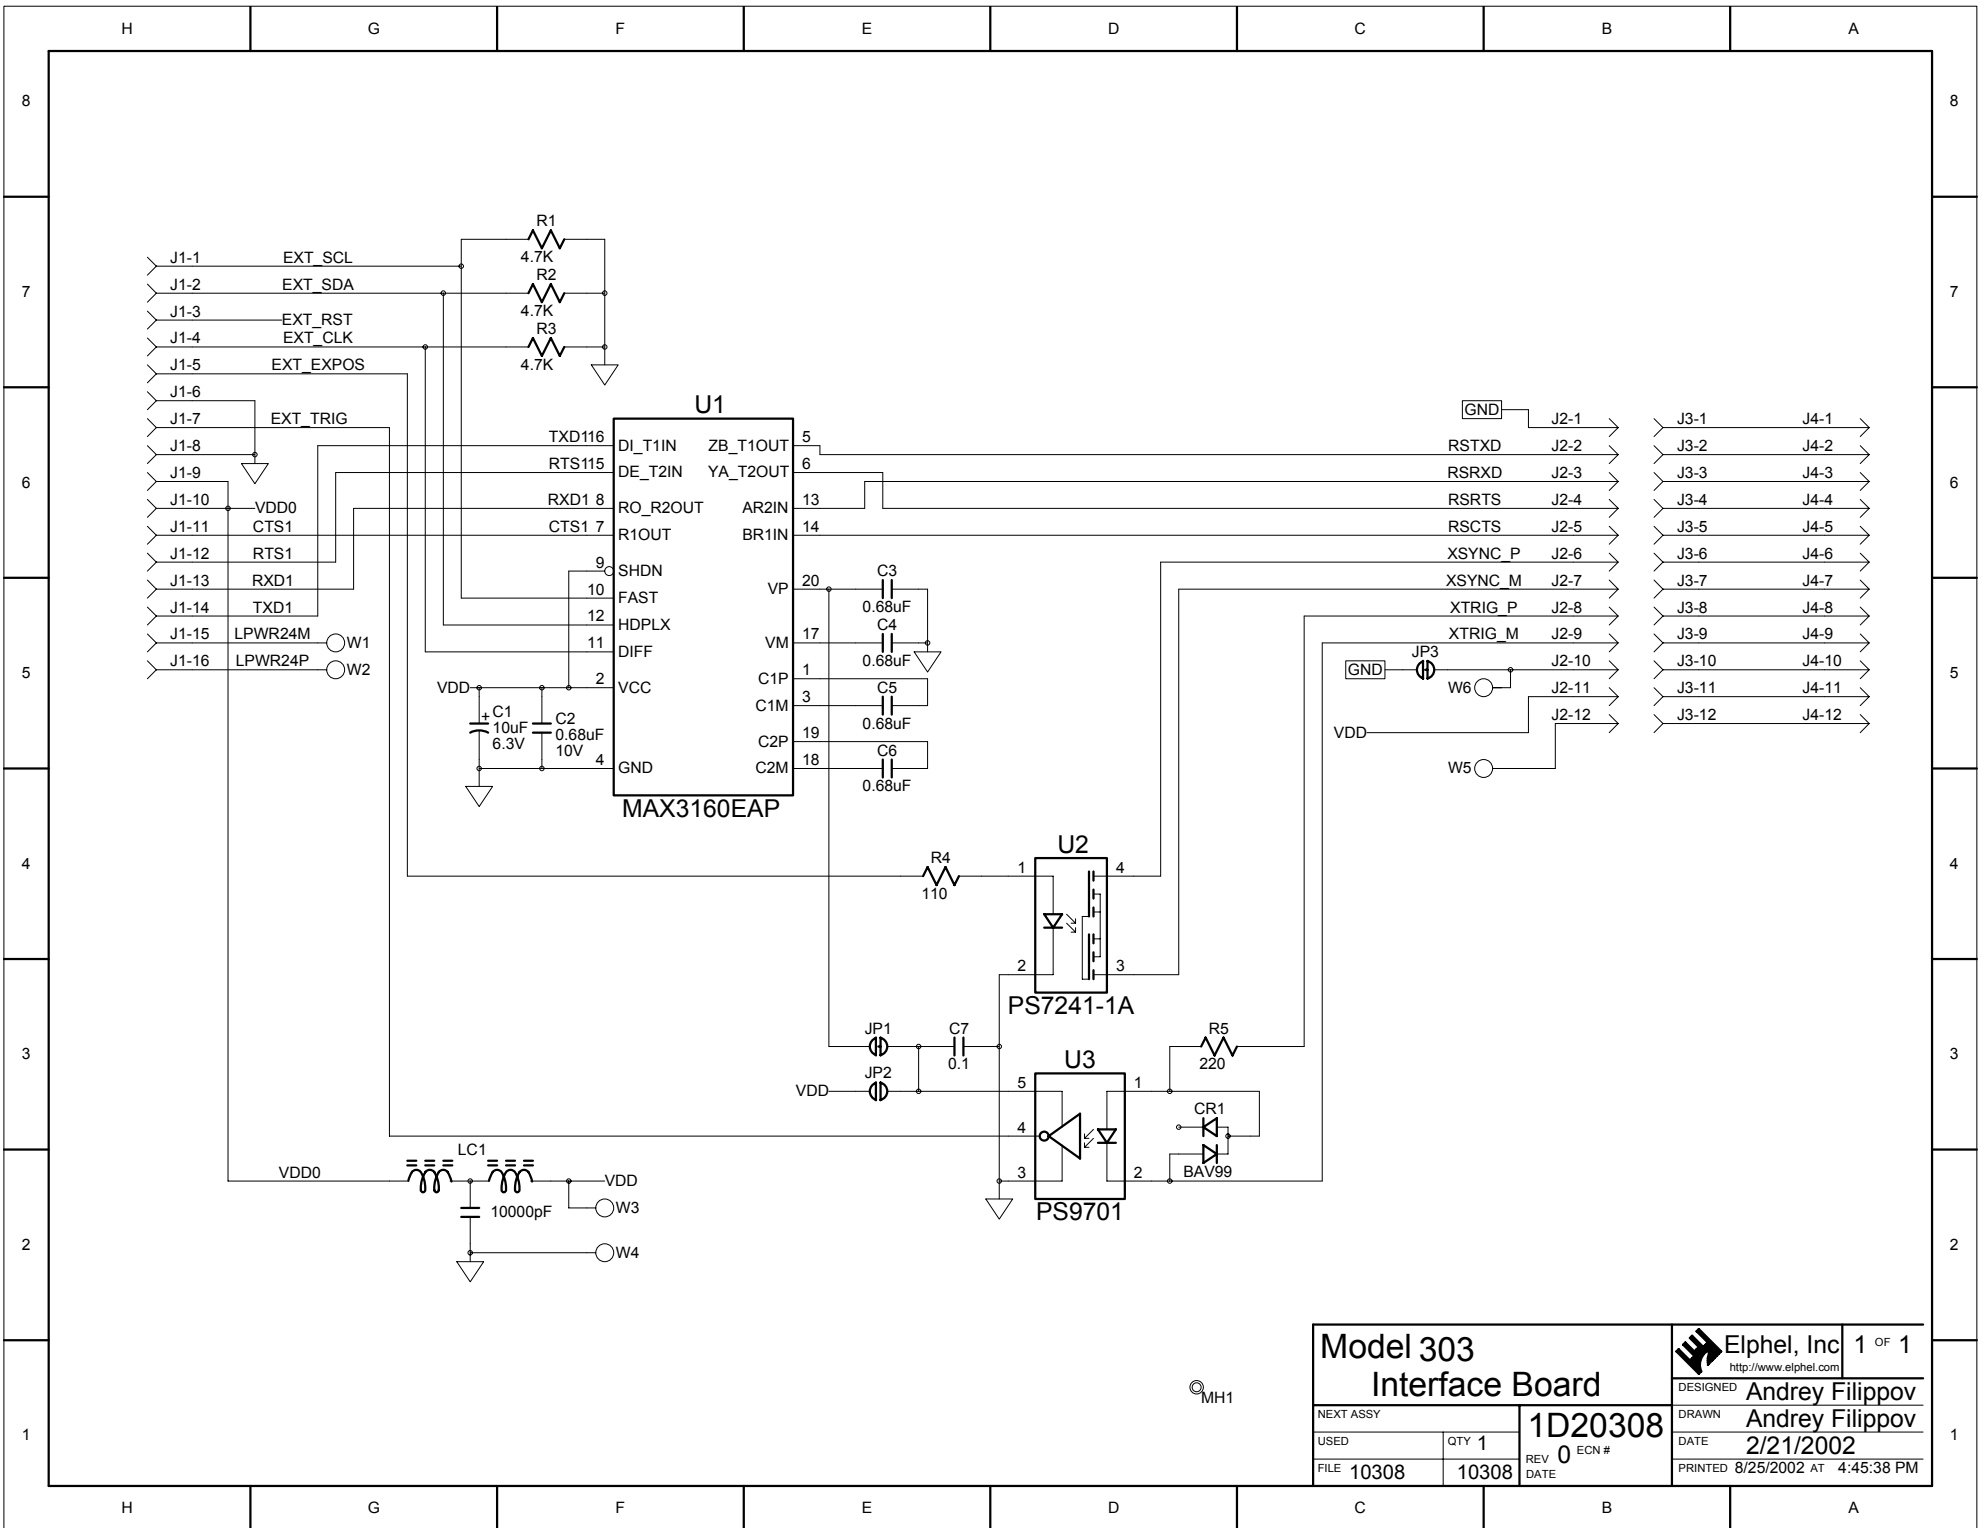 H G F E D C B A
8 8
7 7
6 6
5 5
4 4
3 3
2 2
1 1
H G F E D C B A
J1-1 EXT_SCL
J1-2 EXT_SDA
J1-3 EXT_RST
J1-4 EXT_CLK
J1-5 EXT_EXPOS
J1-6
J1-7 EXT_TRIG
J1-8
J1-9
J1-10 VDD0
J1-11 CTS1
J1-12 RTS1
J1-13 RXD1
J1-14 TXD1
J1-15 LPWR24M W1
J1-16 LPWR24P W2
R1
4.7K
R2
4.7K
R3
4.7K
U1
TXD1 16 DI_T1IN ZB_T1OUT 5
RTS1 15 DE_T2IN YA_T2OUT 6
RXD1 8 RO_R2OUT AR2IN 13
CTS1 7 R1OUT BR1IN 14
9 SHDN
10 FAST VP 20
12 HDPLX
11 DIFF VM 17
2 VCC C1P 1
C1M 3
C2P 19
4 GND C2M 18
MAX3160EAP
VDD
+ C1
10uF
6.3V
C2
0.68uF
10V
C3
0.68uF
C4
0.68uF
C5
0.68uF
C6
0.68uF
GND J2-1 J3-1 J4-1
RSTXD J2-2 J3-2 J4-2
RSRXD J2-3 J3-3 J4-3
RSRTS J2-4 J3-4 J4-4
RSCTS J2-5 J3-5 J4-5
XSYNC_P J2-6 J3-6 J4-6
XSYNC_M J2-7 J3-7 J4-7
XTRIG_P J2-8 J3-8 J4-8
XTRIG_M J2-9 J3-9 J4-9
GND JP3 J2-10 J3-10 J4-10
W6 J2-11 J3-11 J4-11
VDD J2-12 J3-12 J4-12
W5
R4
110
U2
1 4
2 3
PS7241-1A
JP1
C7
0.1
JP2
VDD
U3
5 1
4
3 2
PS9701
R5
220
CR1
BAV99
VDD0
LC1
10000pF
VDD
W3
W4
MH1
Model 303
Interface Board
NEXT ASSY
USED QTY 1
FILE 10308 10308
1D20308
REV 0 ECN #
DATE
Elphel, Inc
http://www.elphel.com
1 OF 1
DESIGNED Andrey Filippov
DRAWN Andrey Filippov
DATE 2/21/2002
PRINTED 8/25/2002 AT 4:45:38 PM